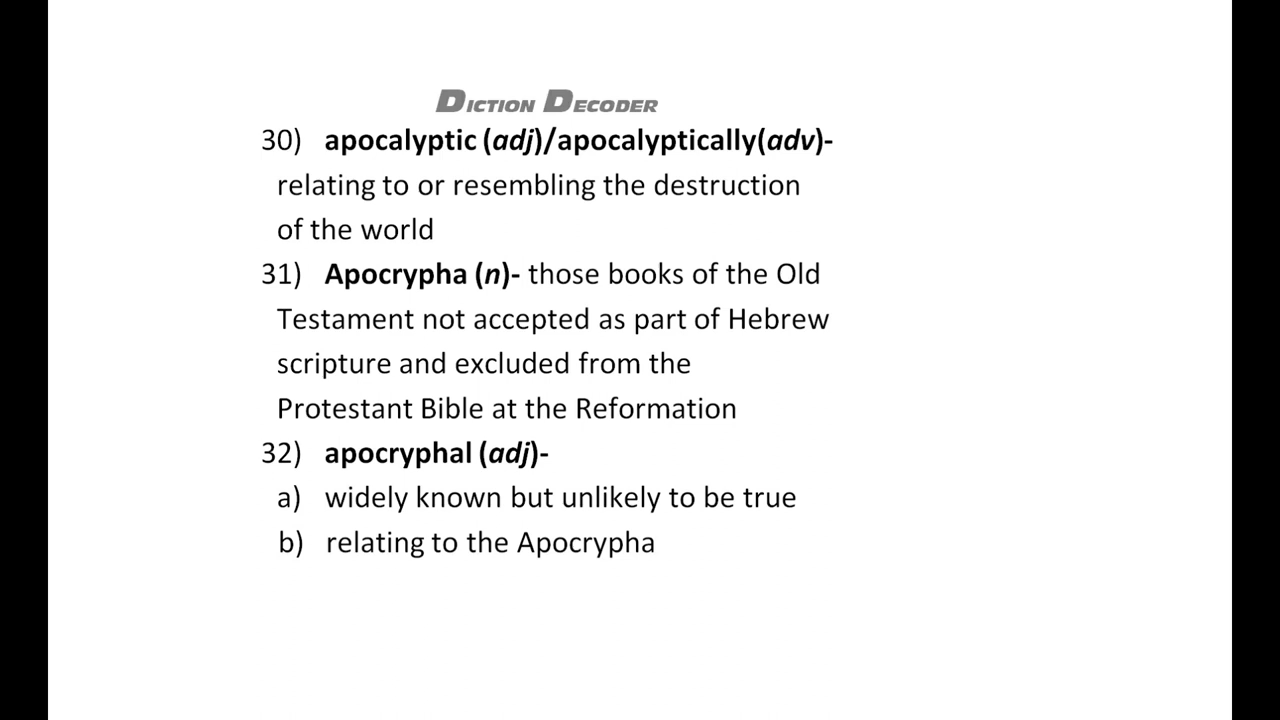 DICTION DECODER
30) apocalyptic (adj)/apocalyptically(adv)-
relating to or resembling the destruction
of the world
31) Apocrypha (n)- those books of the Old
Testament not accepted as part of Hebrew
scripture and excluded from the
Protestant Bible at the Reformation
32) apocryphal (adj)-
a) widely known but unlikely to be true
b) relating to the Apocrypha